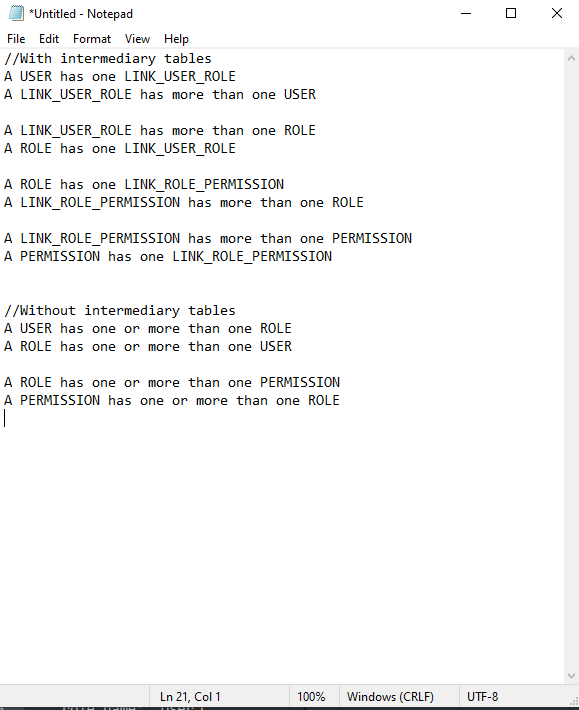 *Untitled - Notepad
File Edit Format View Help
//With intermediary tables
A USER has one LINK_USER_ROLE
A LINK_USER_ROLE has more than one USER
A LINK_USER_ROLE has more than one ROLE
A ROLE has one LINK_USER_ROLE
A ROLE has one LINK_ROLE_PERMISSION
A LINK_ROLE_PERMISSION has more than one ROLE
A LINK_ROLE_PERMISSION has more than one PERMISSION
A PERMISSION has one LINK_ROLE_PERMISSION
//Without intermediary tables
A USER has one or more than one ROLE
A ROLE has one or more than one USER
A ROLE has one or more than one PERMISSION
A PERMISSION has one or more than one ROLE
Ln 21, Col 1 100% Windows (CRLF) UTF-8